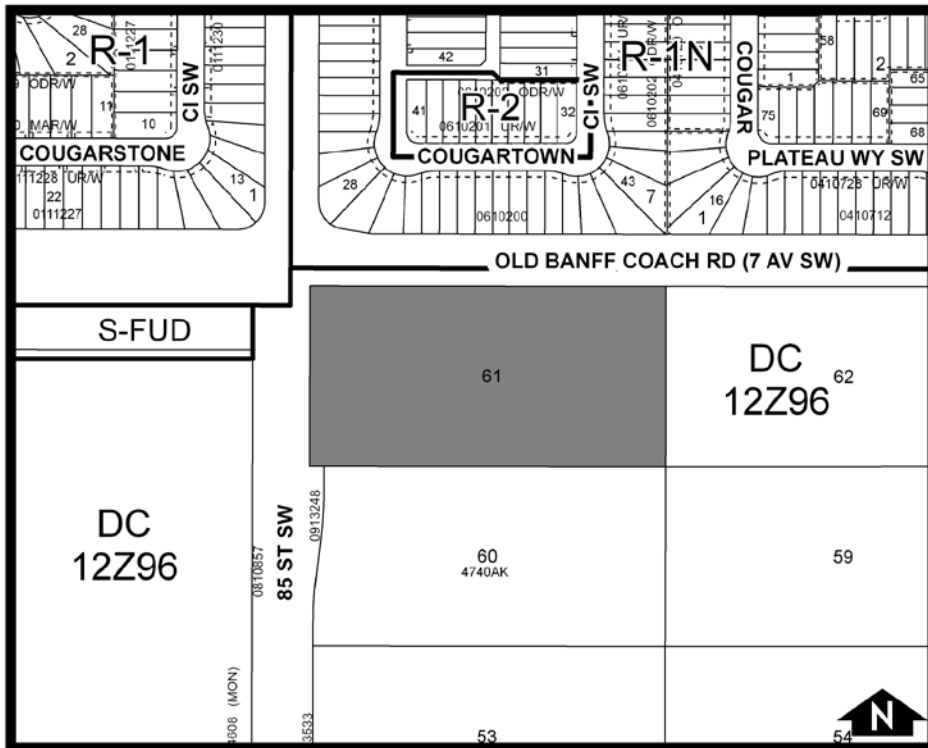 28
R-1
2
0111227
CI SW
0111230
42
31
R-1N
COUGAR
58
2
1
65
ODR/W
11
10
MAR/W
41
ODR/W
R-2
32
0610201 UR/W
CI SW
0610202
75
69
68
COUGARSTONE
COUGARTOWN
PLATEAU WY SW
111228 UR/W
22
0111227
13
1
28
0610200
43
7
16
1
0410728 UR/W
0410712
OLD BANFF COACH RD (7 AV SW)
S-FUD
61
DC
12Z96
62
DC
12Z96
0810857
85 ST SW
0913248
60
4740AK
59
4608 (MON)
3533
53
54
N